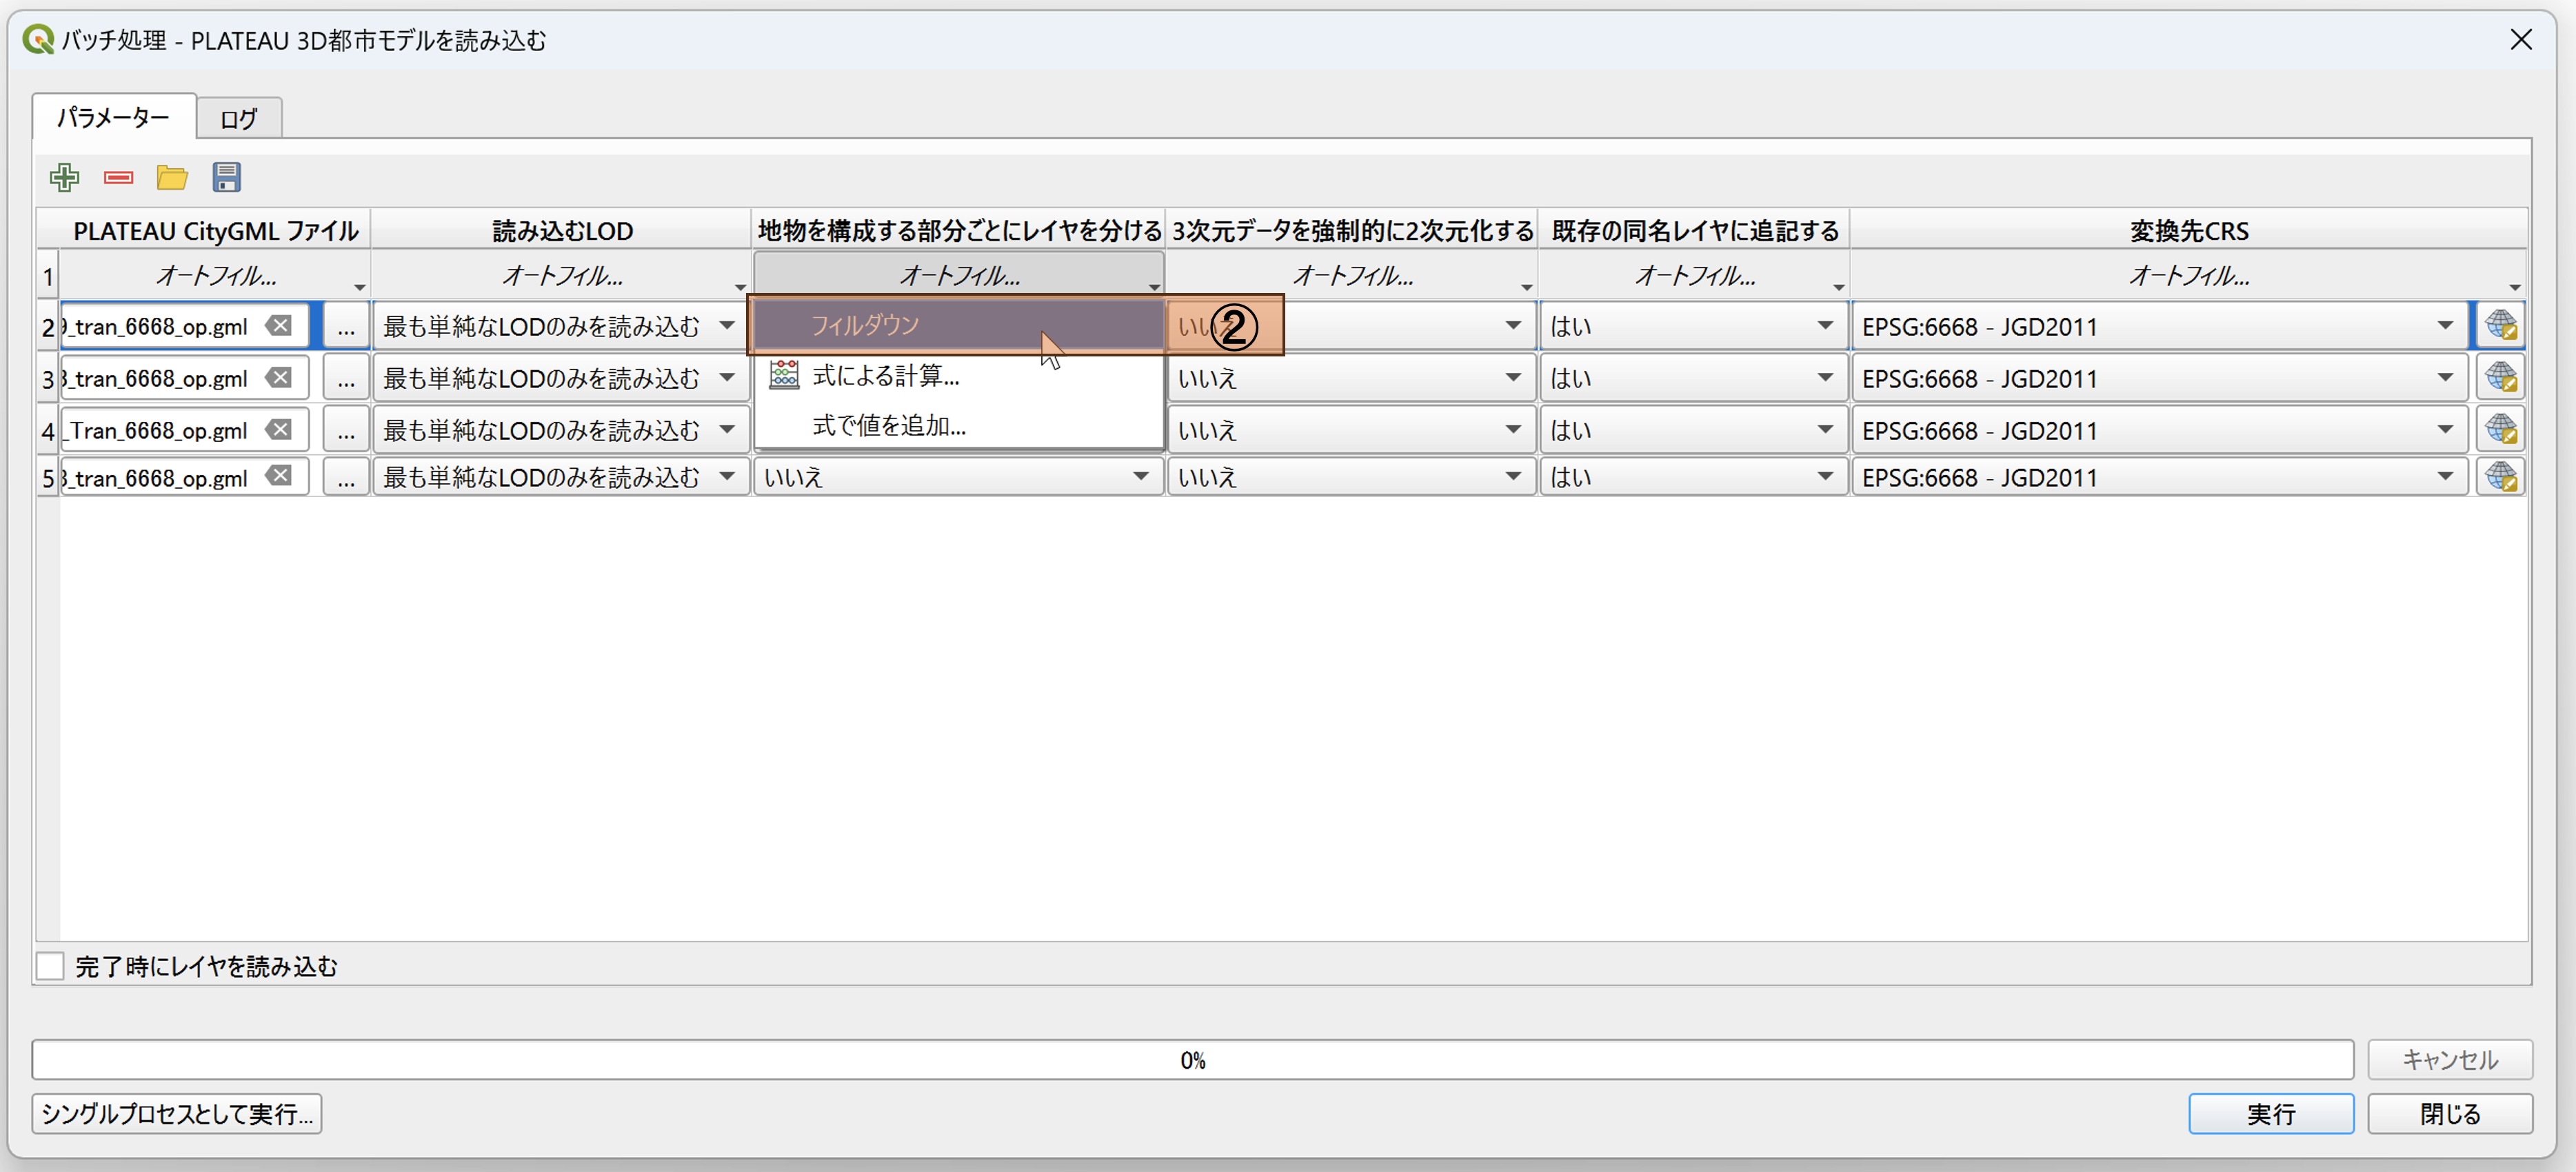 バッチ処理 - PLATEAU 3D都市モデルを読み込む
パラメーター ログ
PLATEAU CityGML ファイル 読み込むLOD 地物を構成する部分ごとにレイヤを分ける 3次元データを強制的に2次元化する 既存の同名レイヤに追記する 変換先CRS
1 オートフィル... オートフィル... オートフィル... オートフィル... オートフィル... オートフィル...
2 _tran_6668_op.gml ... 最も単純なLODのみを読み込む フィルダウン いいえ ② はい EPSG:6668 - JGD2011
3 _tran_6668_op.gml ... 最も単純なLODのみを読み込む 式による計算... いいえ はい EPSG:6668 - JGD2011
4 _Tran_6668_op.gml ... 最も単純なLODのみを読み込む 式で値を追加... いいえ はい EPSG:6668 - JGD2011
5 _tran_6668_op.gml ... 最も単純なLODのみを読み込む いいえ いいえ はい EPSG:6668 - JGD2011
完了時にレイヤを読み込む
0% キャンセル
シングルプロセスとして実行... 実行 閉じる